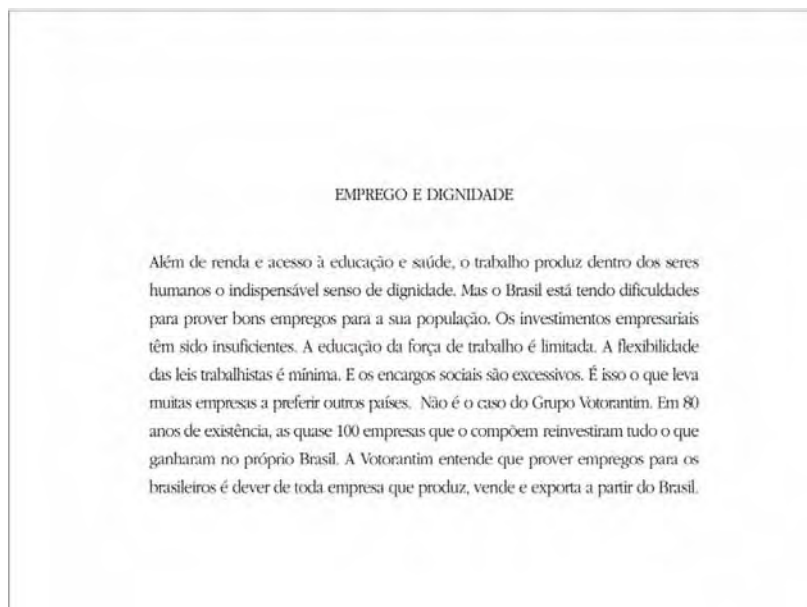 EMPREGO E DIGNIDADE
Além de renda e acesso à educação e saúde, o trabalho produz dentro dos seres
humanos o indispensável senso de dignidade. Mas o Brasil está tendo dificuldades
para prover bons empregos para a sua população. Os investimentos empresariais
têm sido insuficientes. A educação da força de trabalho é limitada. A flexibilidade
das leis trabalhistas é mínima. E os encargos sociais são excessivos. É isso o que leva
muitas empresas a preferir outros países. Não é o caso do Grupo Votorantim. Em 80
anos de existência, as quase 100 empresas que o compõem reinvestiram tudo o que
ganharam no próprio Brasil. A Votorantim entende que prover empregos para os
brasileiros é dever de toda empresa que produz, vende e exporta a partir do Brasil.